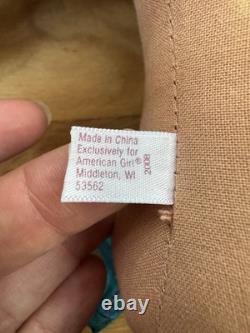 Made in China
Exclusively for
American Girl®
Middleton, WI
53562
2008